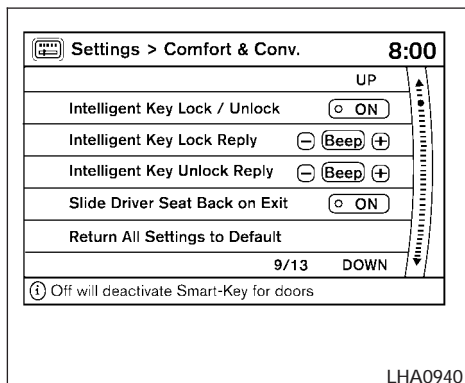 Settings > Comfort & Conv. 8:00
UP
Intelligent Key Lock / Unlock ON
Intelligent Key Lock Reply − Beep +
Intelligent Key Unlock Reply − Beep +
Slide Driver Seat Back on Exit ON
Return All Settings to Default
9/13 DOWN
i Off will deactivate Smart-Key for doors
LHA0940